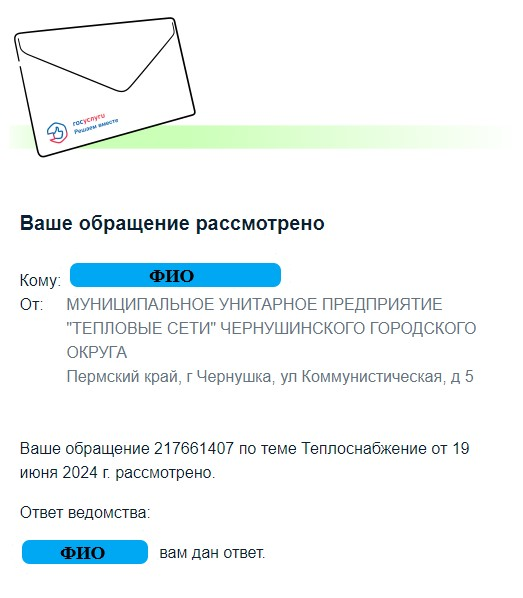 госуслуги
Решаем вместе
Ваше обращение рассмотрено
Кому: ФИО
От: МУНИЦИПАЛЬНОЕ УНИТАРНОЕ ПРЕДПРИЯТИЕ
"ТЕПЛОВЫЕ СЕТИ" ЧЕРНУШИНСКОГО ГОРОДСКОГО
ОКРУГА
Пермский край, г Чернушка, ул Коммунистическая, д 5
Ваше обращение 217661407 по теме Теплоснабжение от 19
июня 2024 г. рассмотрено.
Ответ ведомства:
ФИО вам дан ответ.